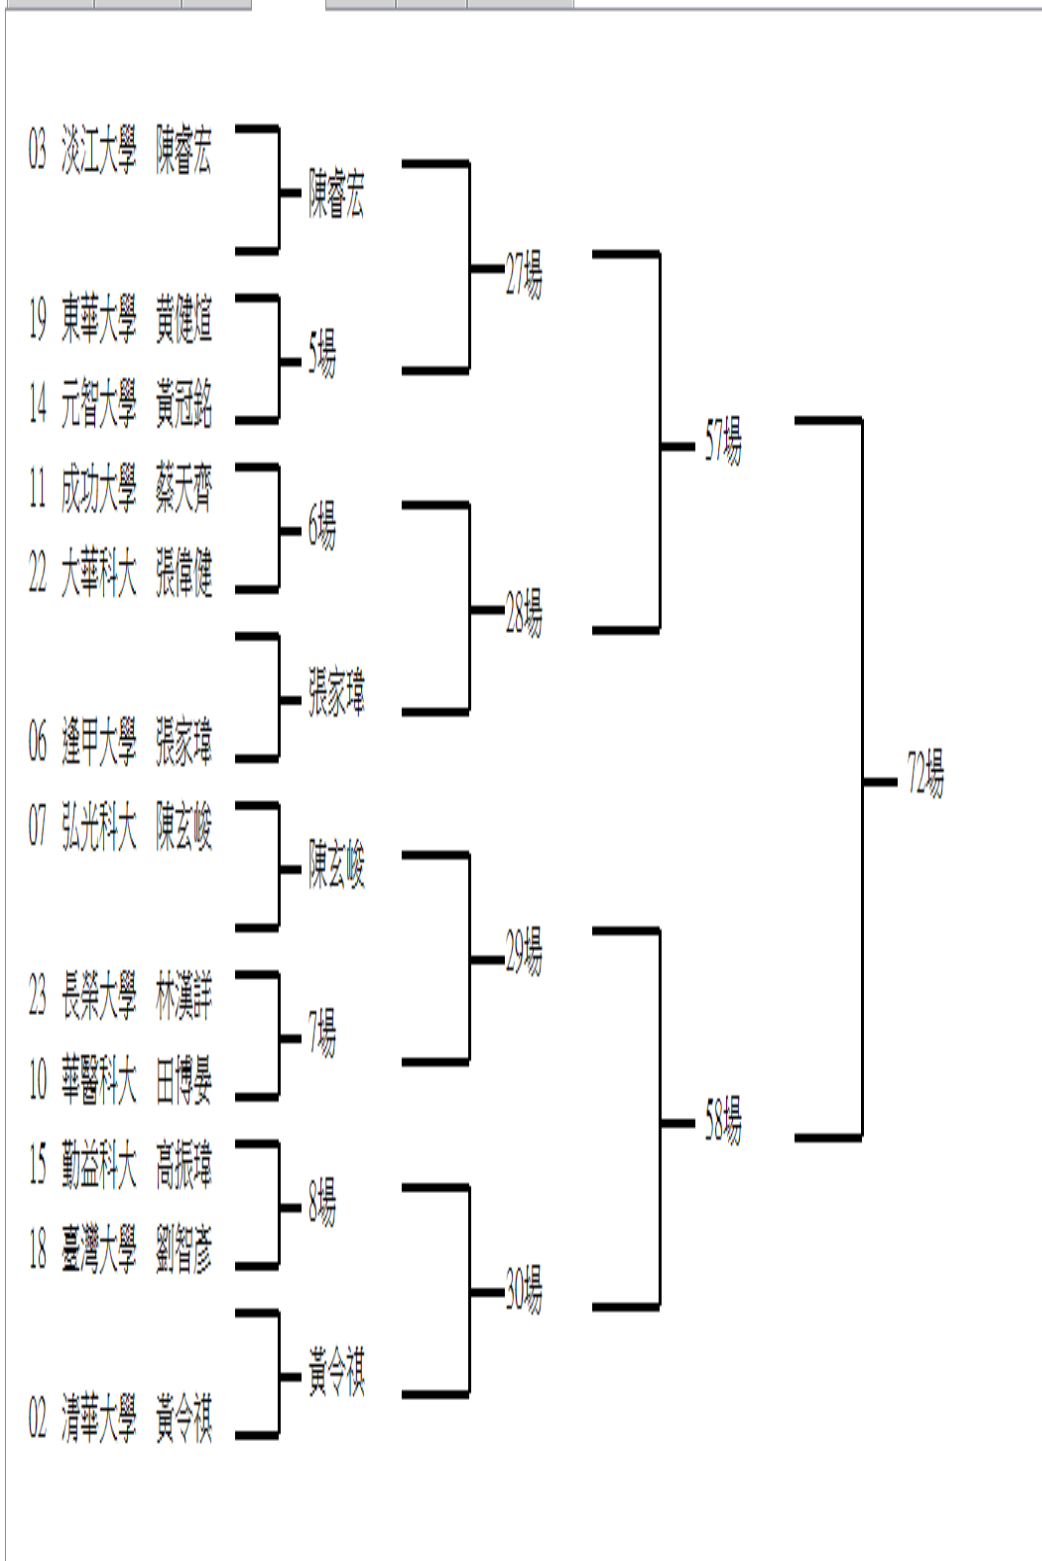 03 淡江大學 陳睿宏
陳睿宏
27場
19 東華大學 黃健煊
5場
14 元智大學 黃冠銘
57場
11 成功大學 蔡天齊
6場
22 大華科大 張偉健
28場
張家瑋
06 逢甲大學 張家瑋
72場
07 弘光科大 陳玄峻
陳玄峻
29場
23 長榮大學 林漢詳
7場
10 華醫科大 田博晏
58場
15 勤益科大 高振瑋
8場
18 臺灣大學 劉智彥
30場
黃令祺
02 清華大學 黃令祺